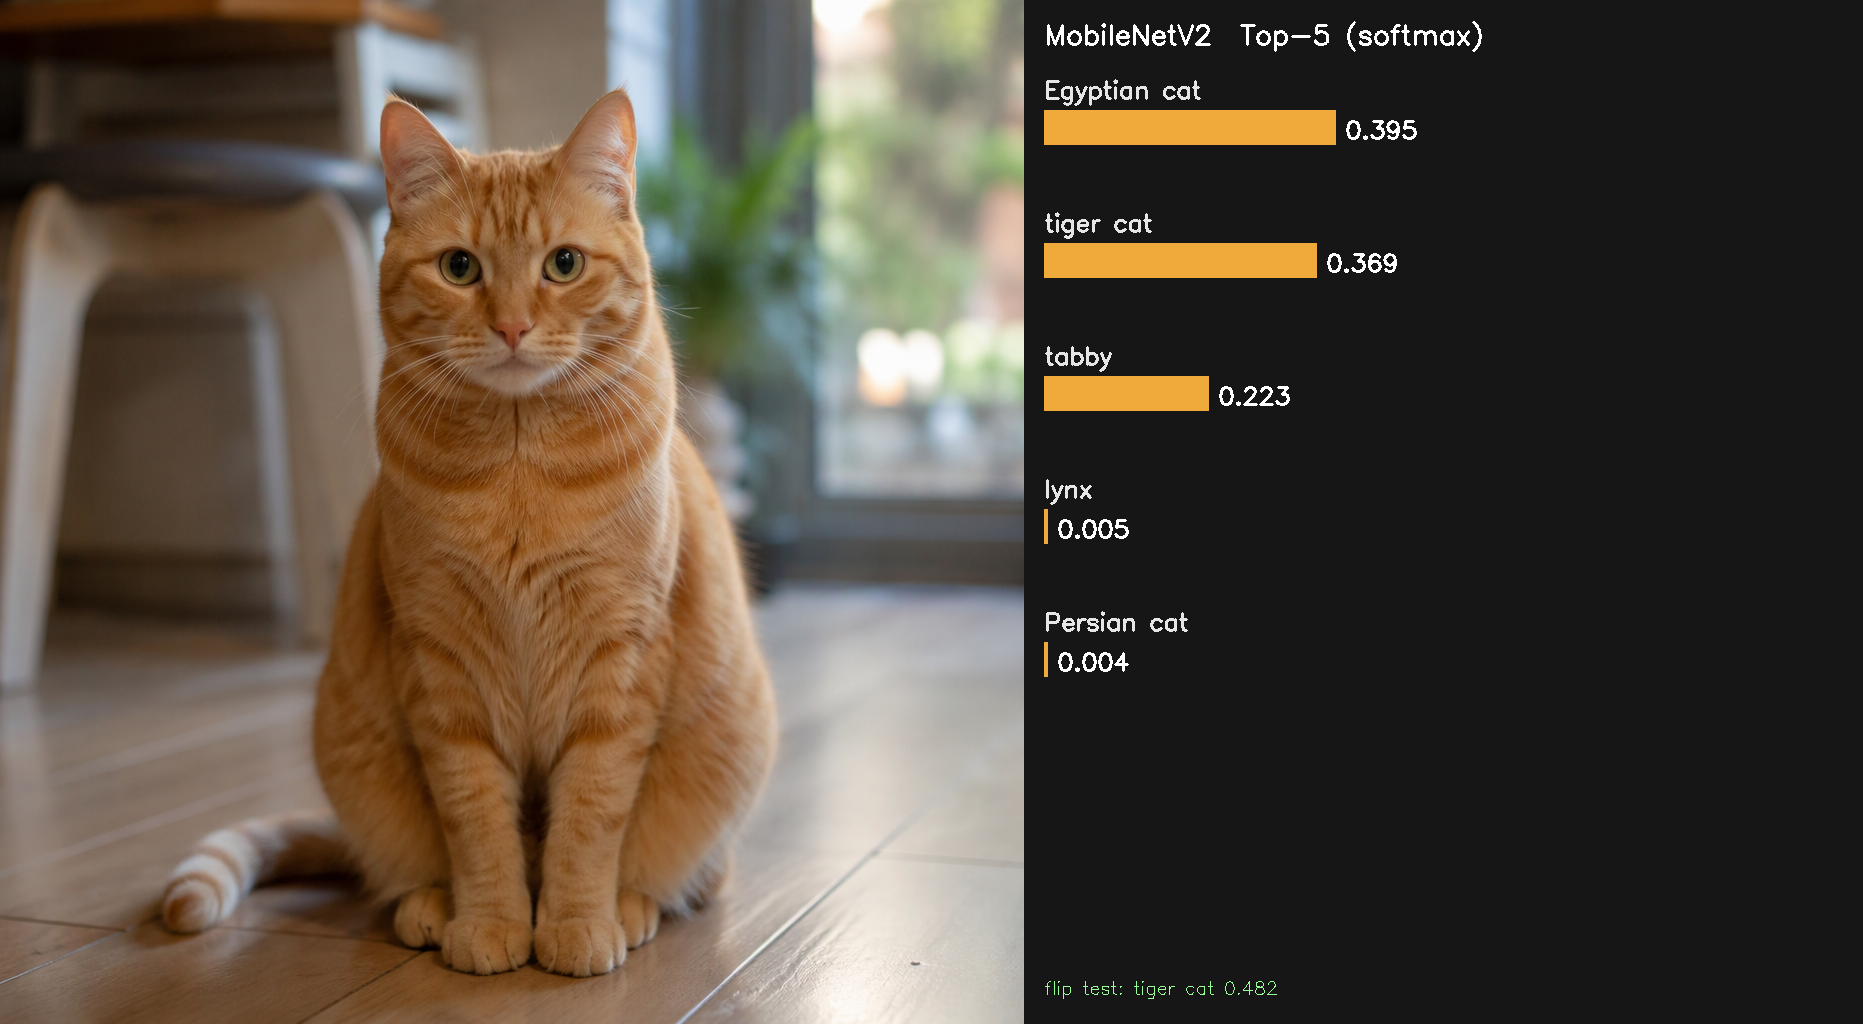 MobileNetV2 Top-5 (softmax)
Egyptian cat
0.395
tiger cat
0.369
tabby
0.223
lynx
0.005
Persian cat
0.004
flip test: tiger cat 0.482